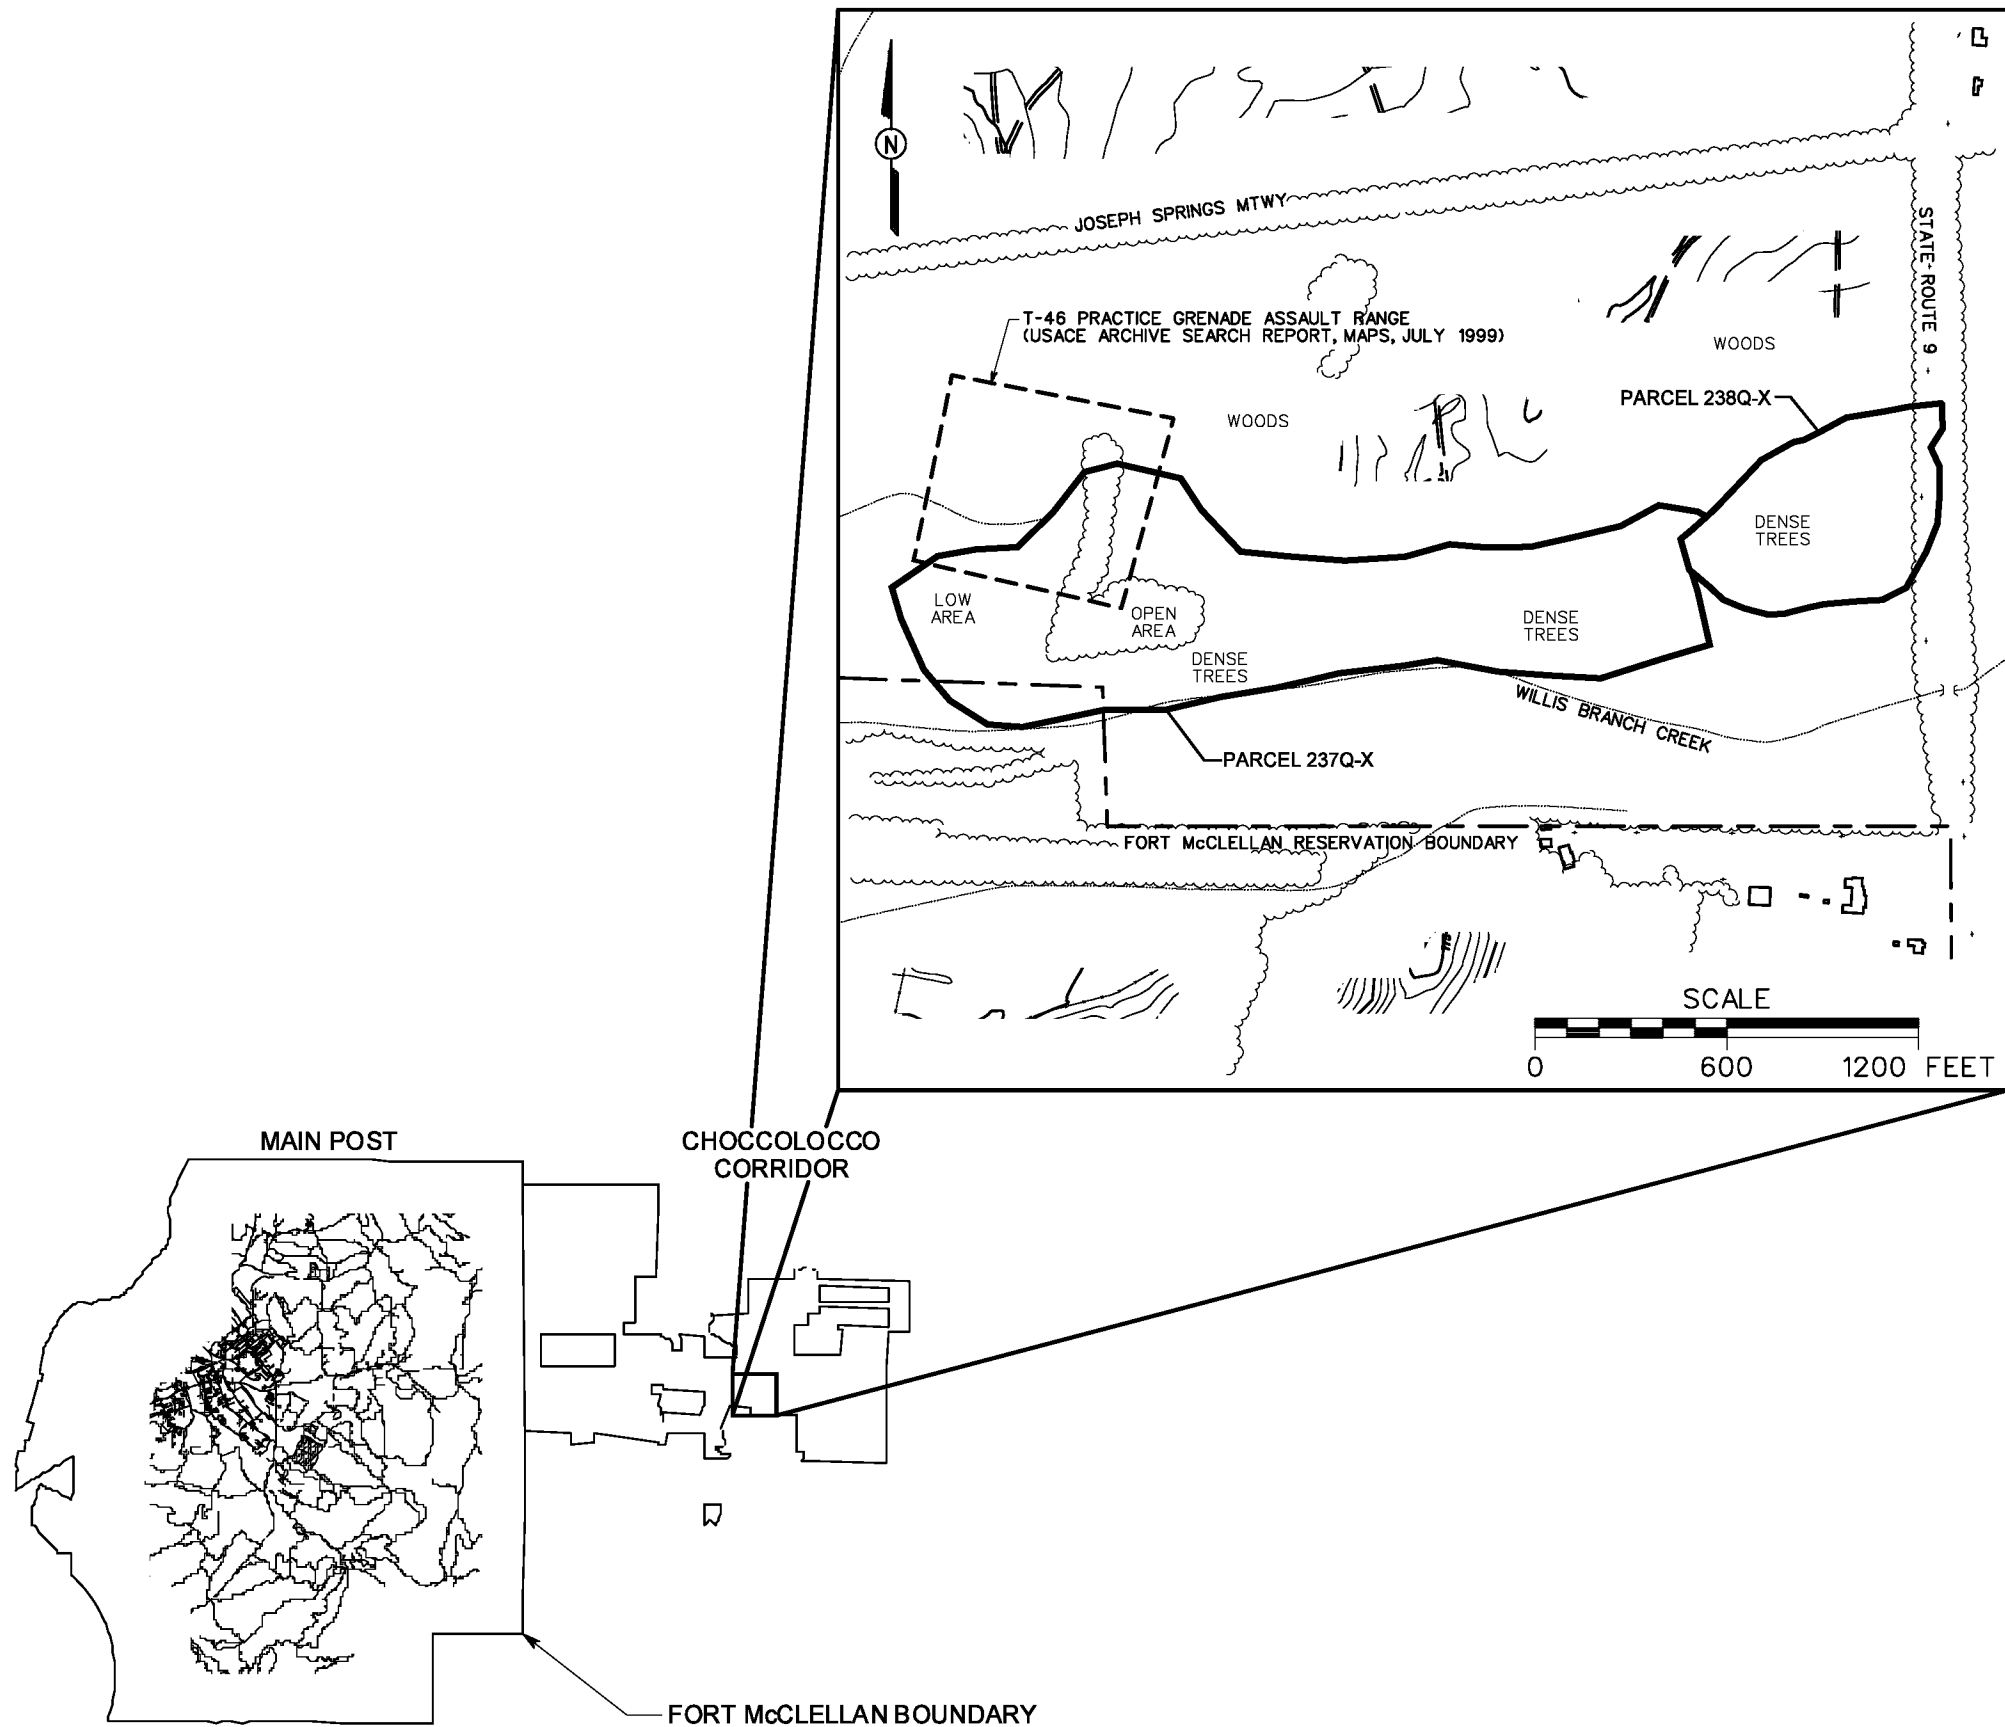 N
JOSEPH SPRINGS MTWY
STATE ROUTE 9
T-46 PRACTICE GRENADE ASSAULT RANGE
(USACE ARCHIVE SEARCH REPORT, MAPS, JULY 1999)
WOODS
PARCEL 238Q-X
WOODS
DENSE
TREES
LOW
AREA
OPEN
AREA
DENSE
TREES
DENSE
TREES
WILLIS BRANCH CREEK
PARCEL 237Q-X
FORT McCLELLAN RESERVATION BOUNDARY
SCALE
0 600 1200 FEET
MAIN POST
CHOCCOLOCCO
CORRIDOR
FORT McCLELLAN BOUNDARY